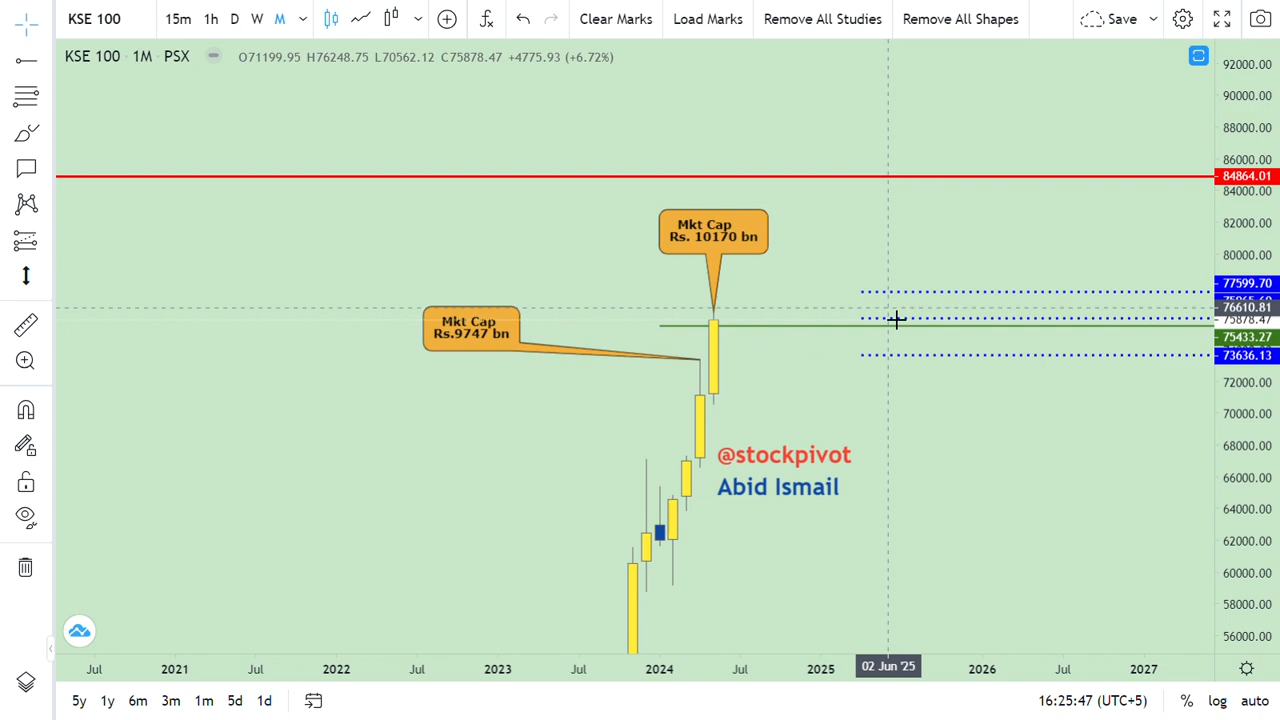 KSE 100 15m 1h D W M Clear Marks Load Marks Remove All Studies Remove All Shapes Save
KSE 100 1M PSX O71199.95 H76248.75 L70562.12 C75878.47 +4775.93 (+6.72%)
92000.00
90000.00
88000.00
86000.00
84864.01
84000.00
82000.00
80000.00
Mkt Cap
Rs. 10170 bn
77599.70
76610.81
75878.47
75433.27
73636.13
Mkt Cap
Rs.9747 bn
72000.00
70000.00
68000.00
@stockpivot
66000.00
Abid Ismail
64000.00
62000.00
60000.00
58000.00
56000.00
Jul 2021 Jul 2022 Jul 2023 Jul 2024 Jul 2025 02 Jun '25 2026 Jul 2027
5y 1y 6m 3m 1m 5d 1d 16:25:47 (UTC+5) % log auto